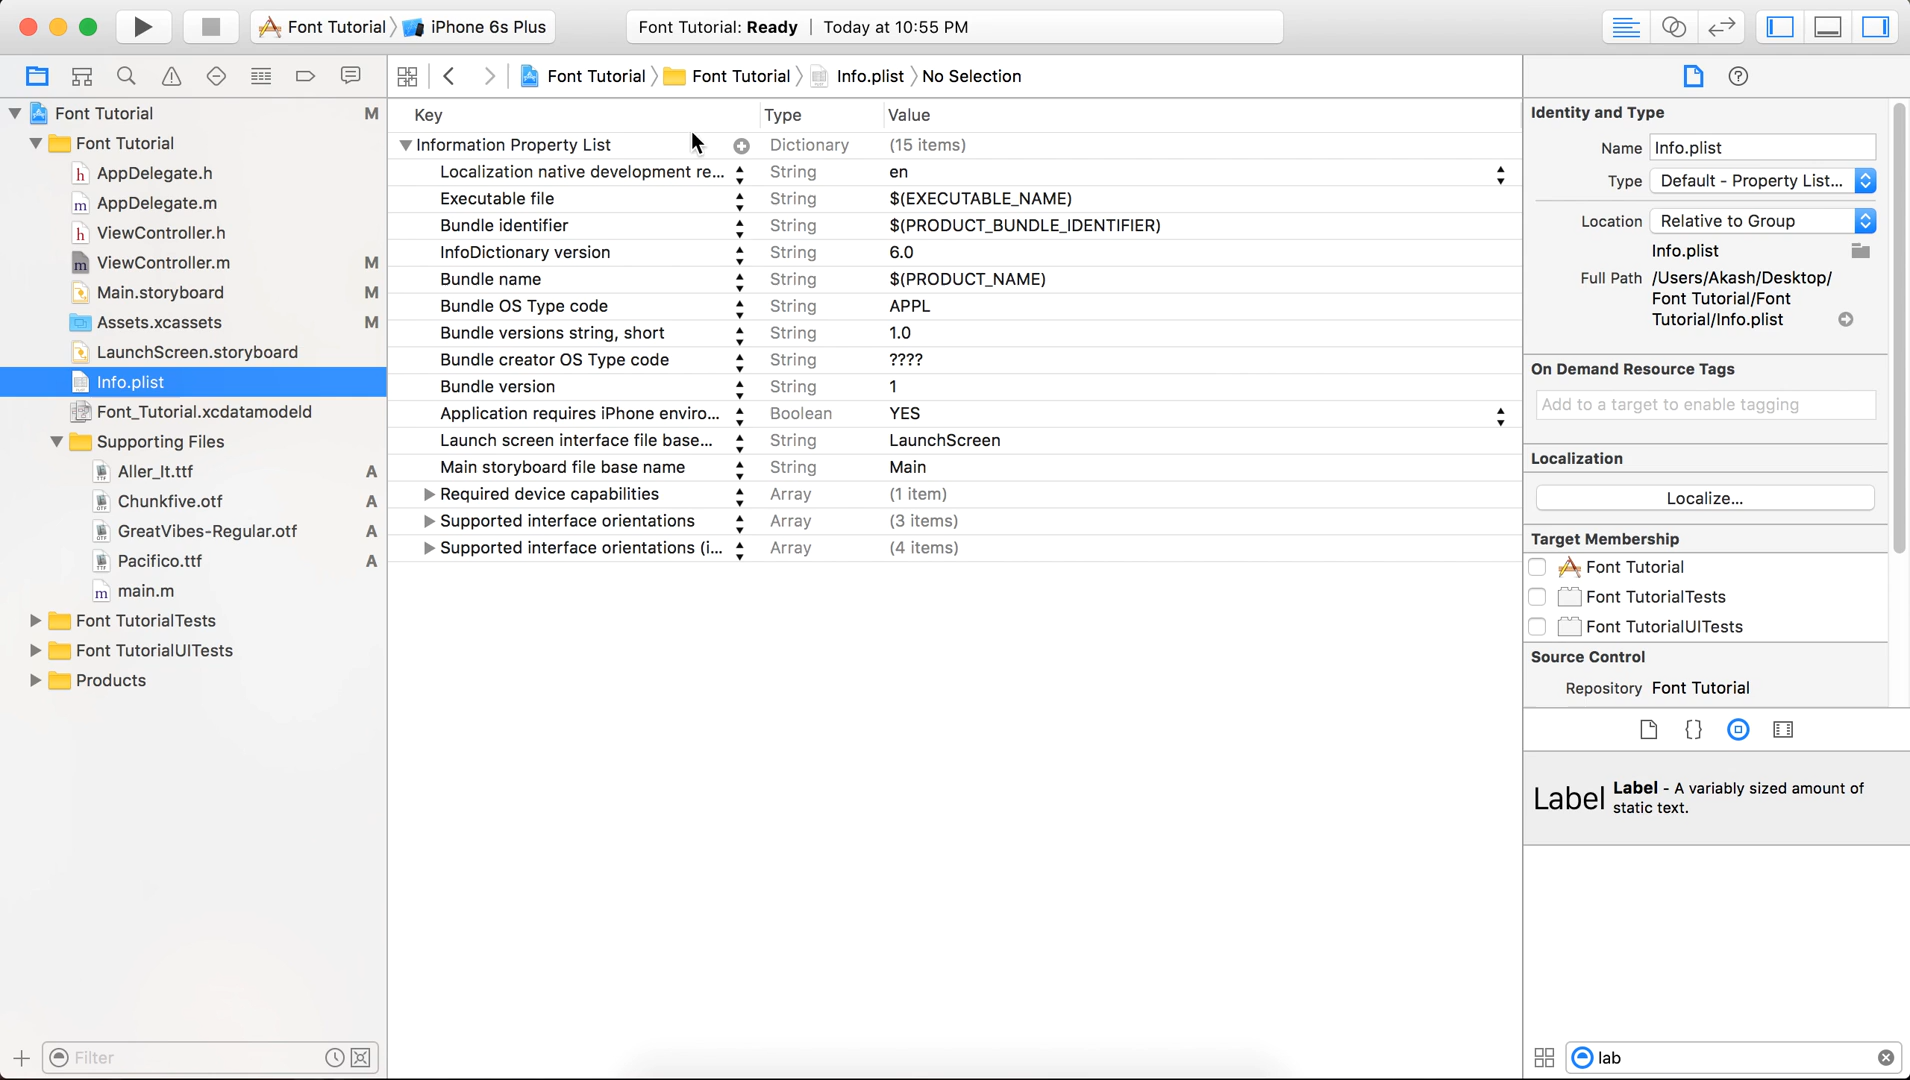 Font Tutorial iPhone 6s Plus
Font Tutorial: Ready | Today at 10:55 PM
Font Tutorial Font Tutorial Info.plist No Selection
Font Tutorial M
Font Tutorial
h AppDelegate.h
m AppDelegate.m
h ViewController.h
m ViewController.m M
Main.storyboard M
Assets.xcassets M
LaunchScreen.storyboard
Info.plist
Font_Tutorial.xcdatamodeld
Supporting Files
Aller_lt.ttf A
Chunkfive.otf A
GreatVibes-Regular.otf A
Pacifico.ttf A
m main.m
Font TutorialTests
Font TutorialUITests
Products
Filter
Key Type Value
Information Property List Dictionary (15 items)
Localization native development re... String en
Executable file String $(EXECUTABLE_NAME)
Bundle identifier String $(PRODUCT_BUNDLE_IDENTIFIER)
InfoDictionary version String 6.0
Bundle name String $(PRODUCT_NAME)
Bundle OS Type code String APPL
Bundle versions string, short String 1.0
Bundle creator OS Type code String ????
Bundle version String 1
Application requires iPhone enviro... Boolean YES
Launch screen interface file base... String LaunchScreen
Main storyboard file base name String Main
Required device capabilities Array (1 item)
Supported interface orientations Array (3 items)
Supported interface orientations (i... Array (4 items)
Identity and Type
Name Info.plist
Type Default - Property List...
Location Relative to Group
Info.plist
Full Path /Users/Akash/Desktop/
Font Tutorial/Font
Tutorial/Info.plist
On Demand Resource Tags
Add to a target to enable tagging
Localization
Localize...
Target Membership
Font Tutorial
Font TutorialTests
Font TutorialUITests
Source Control
Repository Font Tutorial
{}
Label Label - A variably sized amount of
static text.
lab